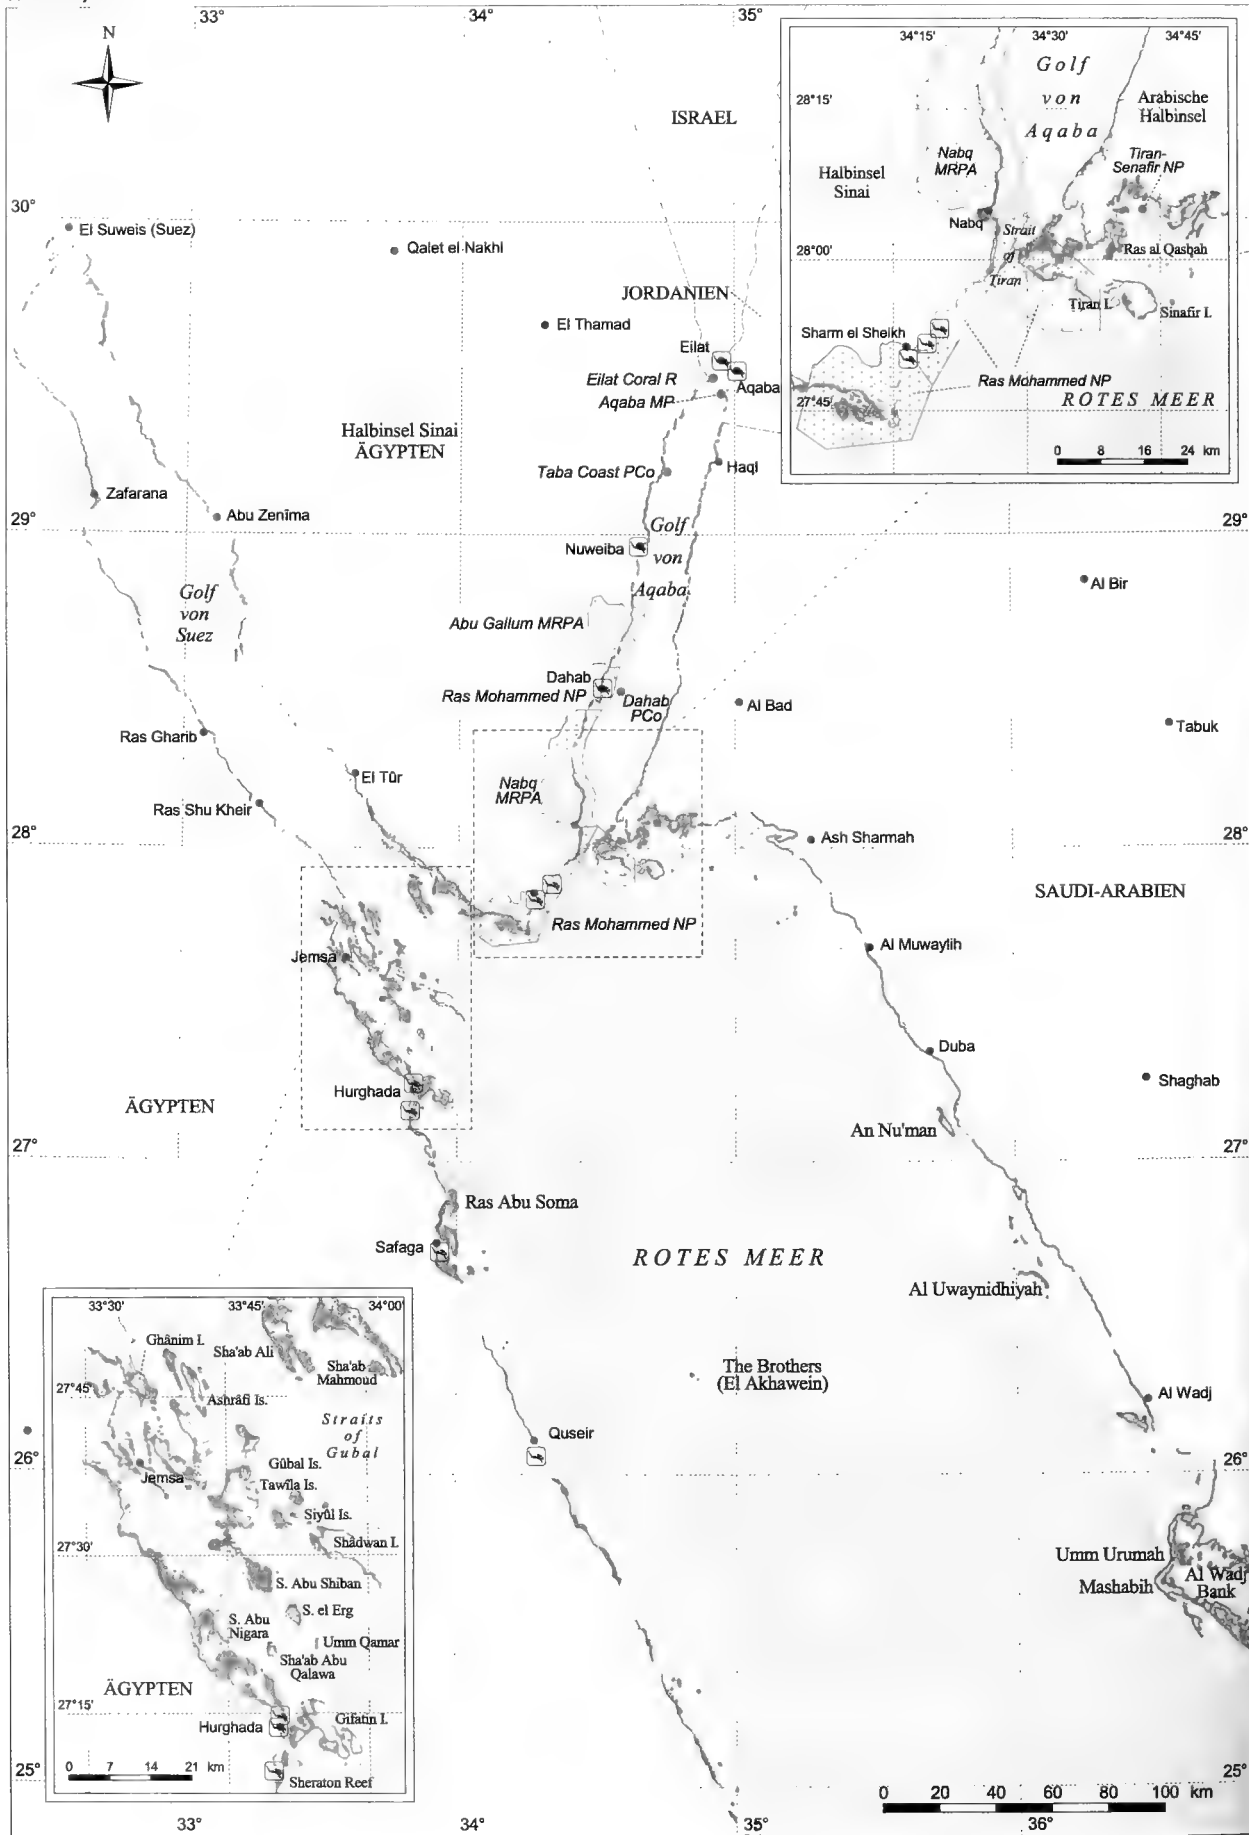 33°
34°
35°
N
ISRAEL
30°
El Suweis (Suez)
Qalet el Nakhl
JORDANIEN
El Thamad
Eilat
Eilat Coral R
Aqaba
Aqaba MP
Halbinsel Sinai
ÄGYPTEN
Taba Coast PCo
Haql
Zafarana
Abu Zenīma
Golf
von
Aqaba
29°
29°
Nuweiba
Al Bir
Golf
von
Suez
Abu Gallum MRPA
Dahab
Ras Mohammed NP
Dahab
PCo
Al Bad
Tabuk
Ras Gharib
El Tûr
Nabq
MRPA
Ras Shu Kheir
28°
28°
Ash Sharmah
SAUDI-ARABIEN
Ras Mohammed NP
Al Muwaylih
Jemsa
Duba
Shaghab
Hurghada
ÄGYPTEN
An Nu'man
27°
27°
Ras Abu Soma
Safaga
ROTES MEER
Al Uwaynidhiyah
The Brothers
(El Akhawein)
Al Wadj
Quseir
26°
26°
Umm Urumah
Mashabih
Al Wadj
Bank
25°
25°
0 20 40 60 80 100 km
33°
34°
35°
36°
34°15'
34°30'
34°45'
Golf
von
Aqaba
28°15'
Arabische
Halbinsel
Nabq
MRPA
Tiran-
Senafir NP
Halbinsel
Sinai
Nabq
Strait
of
Tiran
Ras al Qasbah
28°00'
Tiran I.
Sinafir I.
Sharm el Sheikh
Ras Mohammed NP
27°45'
ROTES MEER
0 8 16 24 km
33°30'
33°45'
34°00'
Ghânim I.
Sha'ab Ali
Sha'ab
Mahmoud
27°45'
Ashrâfi Is.
Straits
of
Gubal
Gûbal Is.
Jemsa
Tawîla Is.
Siyûl Is.
Shâdwan I.
27°30'
S. Abu Shiban
S. el Erg
S. Abu
Nigara
Umm Qamar
Sha'ab Abu
Qalawa
ÄGYPTEN
27°15'
Hurghada
Giftatin I.
0 7 14 21 km
Sheraton Reef